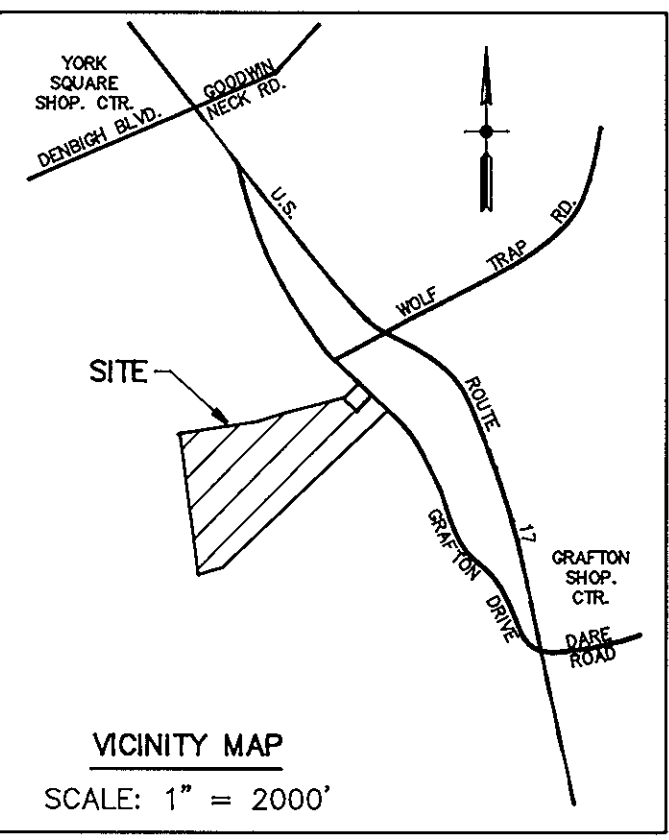 YORK
SQUARE
SHOP. CTR.
GOODWIN
NECK RD.
DENBIGH BLVD.
U.S.
ROUTE
17
WOLF TRAP RD.
SITE
GRAFTON DRIVE
GRAFTON
SHOP.
CTR.
DARE
ROAD
VICINITY MAP
SCALE: 1" = 2000'